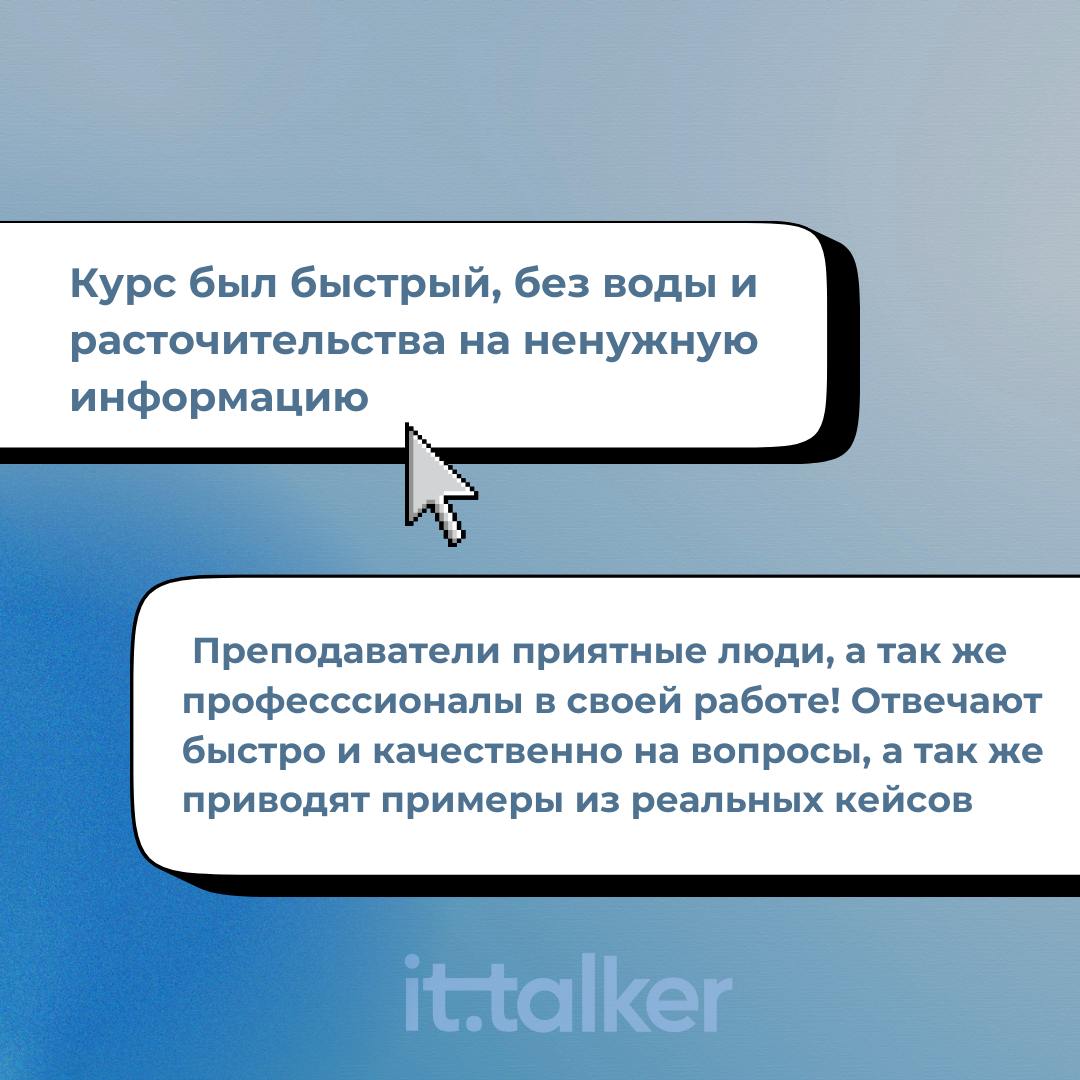 Курс был быстрый, без воды и
расточительства на ненужную
информацию
Преподаватели приятные люди, а так же
професссионалы в своей работе! Отвечают
быстро и качественно на вопросы, а так же
приводят примеры из реальных кейсов
it.talker